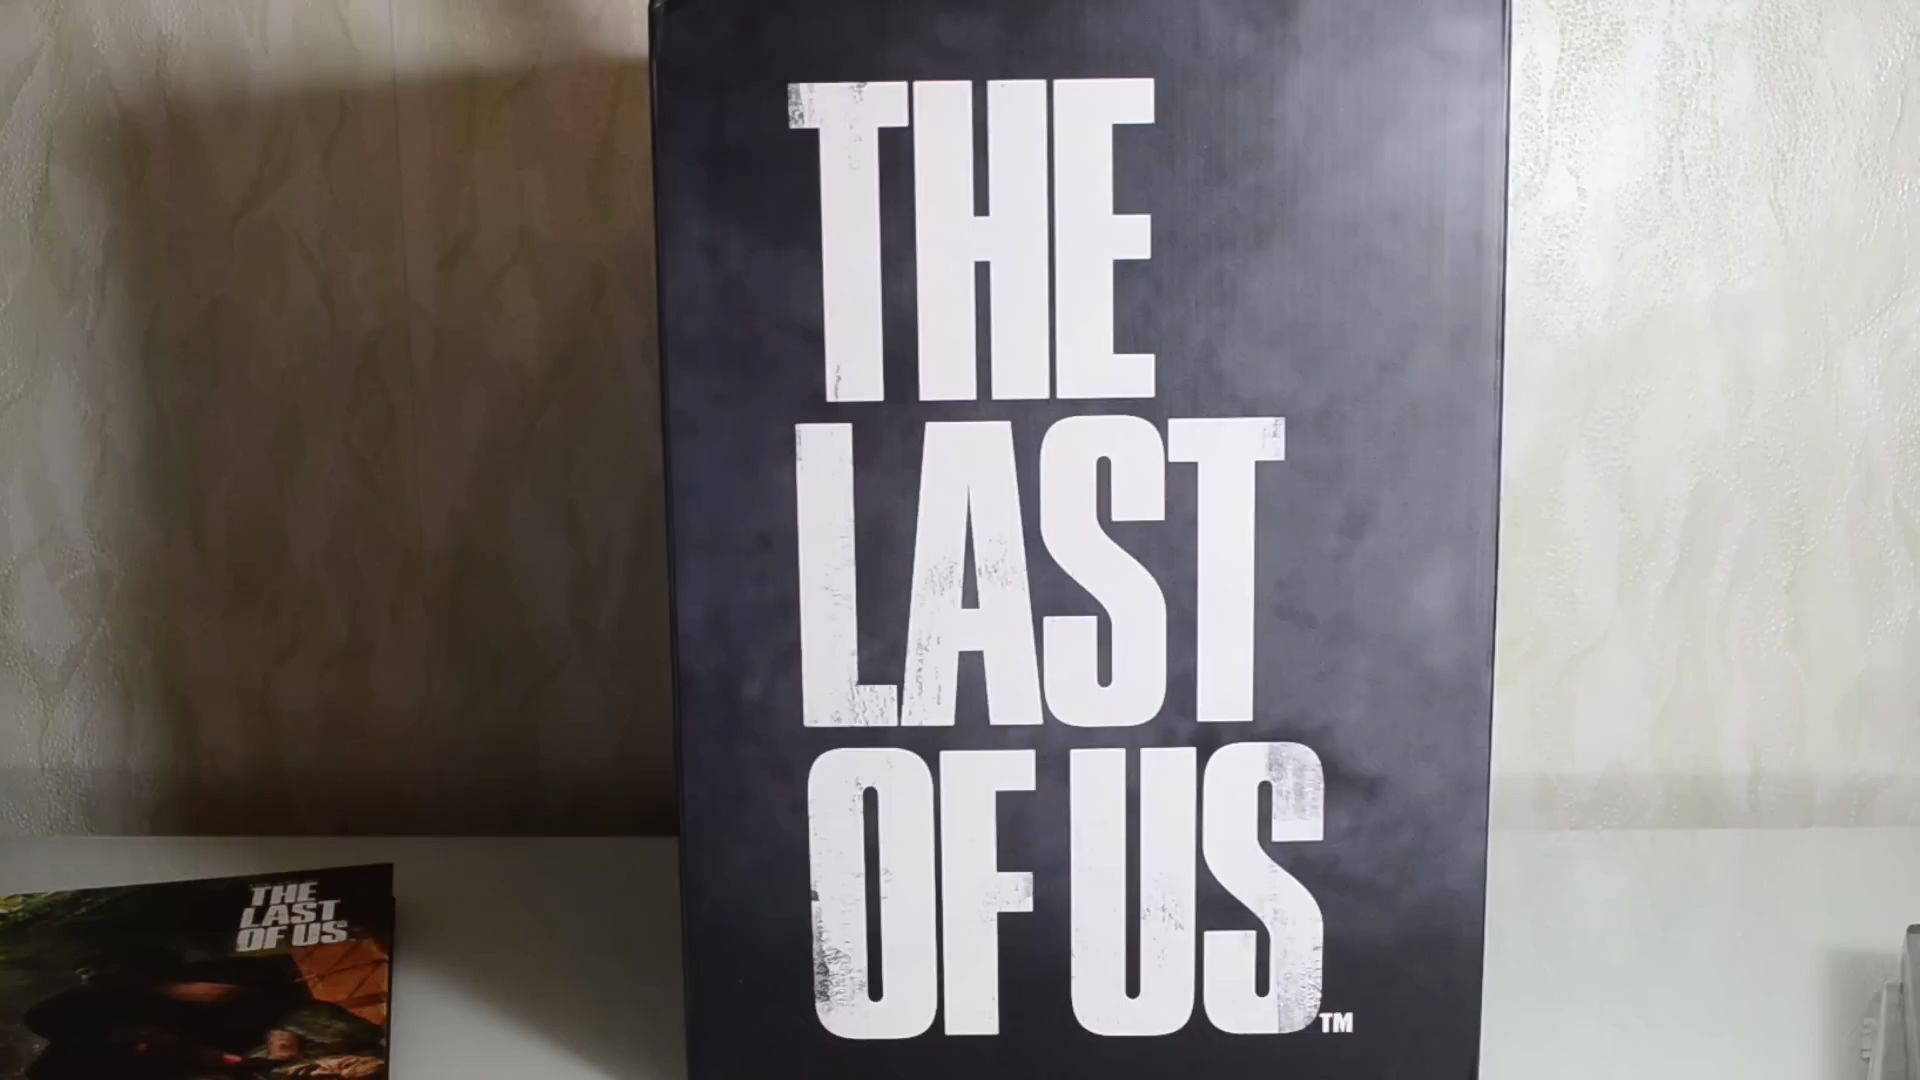 THE
LAST
OF US
TM
THE
LAST
OF US